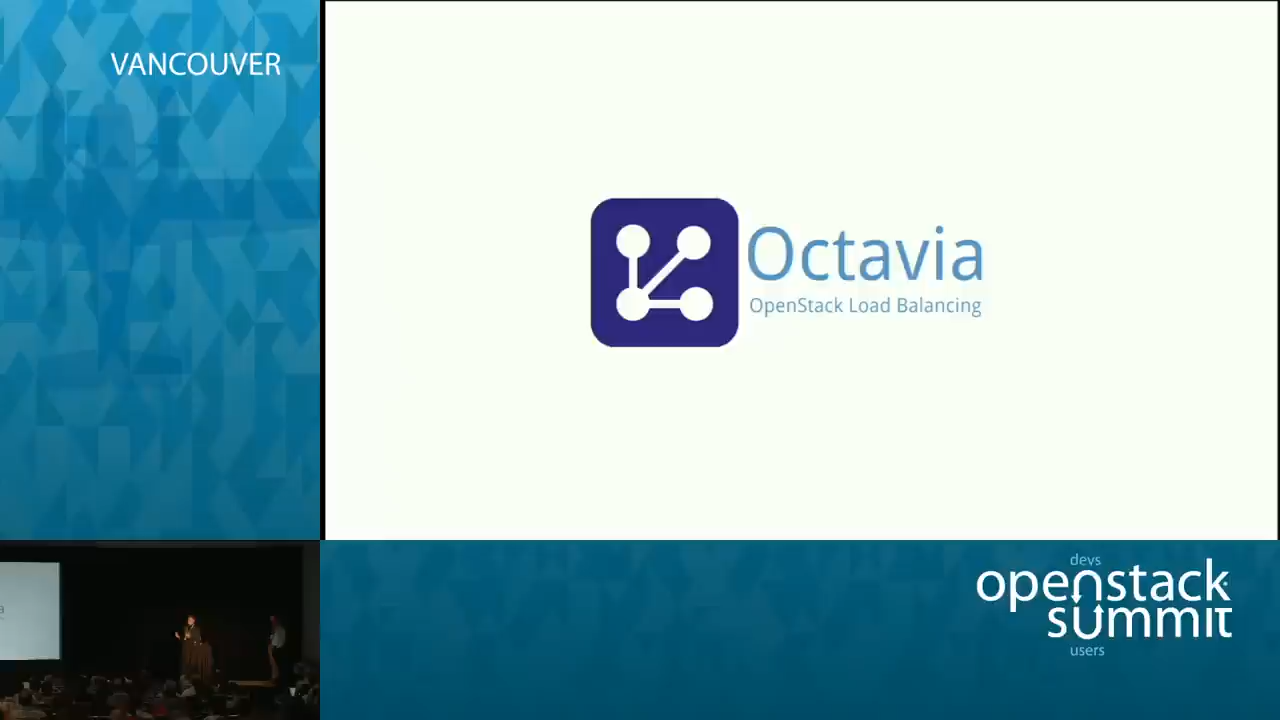 VANCOUVER
Octavia
OpenStack Load Balancing
devs
openstack
summit
users